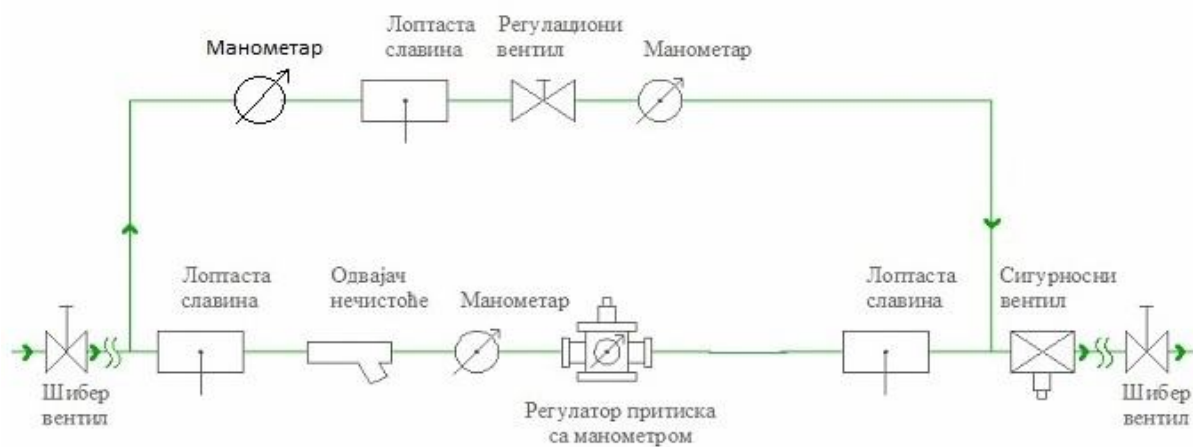 Манометар
Лоптаста
славина
Регулациони
вентил
Манометар
Лоптаста
славина
Одвајач
нечистоће
Манометар
Лоптаста
славина
Сигурносни
вентил
Шибер
вентил
Регулатор притиска
са манометром
Шибер
вентил